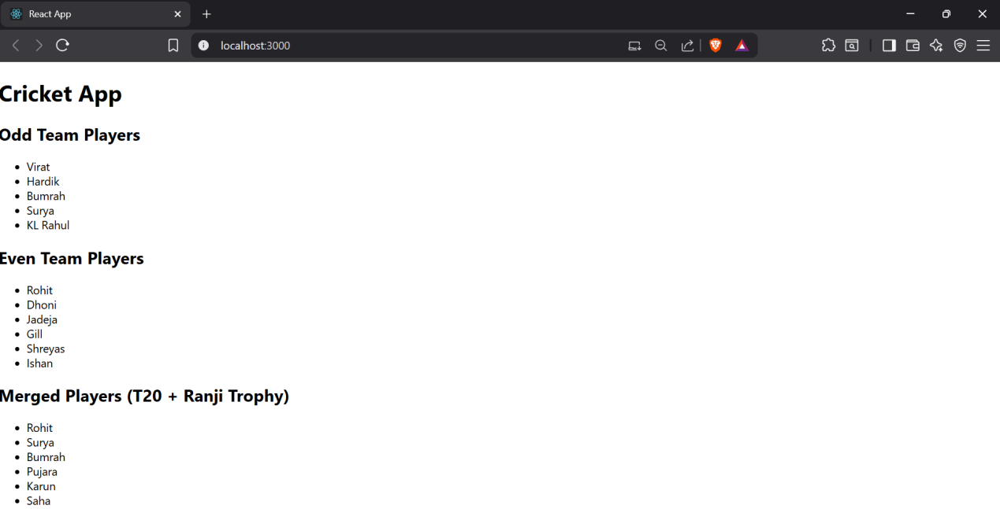 React App
localhost:3000
Cricket App
Odd Team Players
Virat
Hardik
Bumrah
Surya
KL Rahul
Even Team Players
Rohit
Dhoni
Jadeja
Gill
Shreyas
Ishan
Merged Players (T20 + Ranji Trophy)
Rohit
Surya
Bumrah
Pujara
Karun
Saha